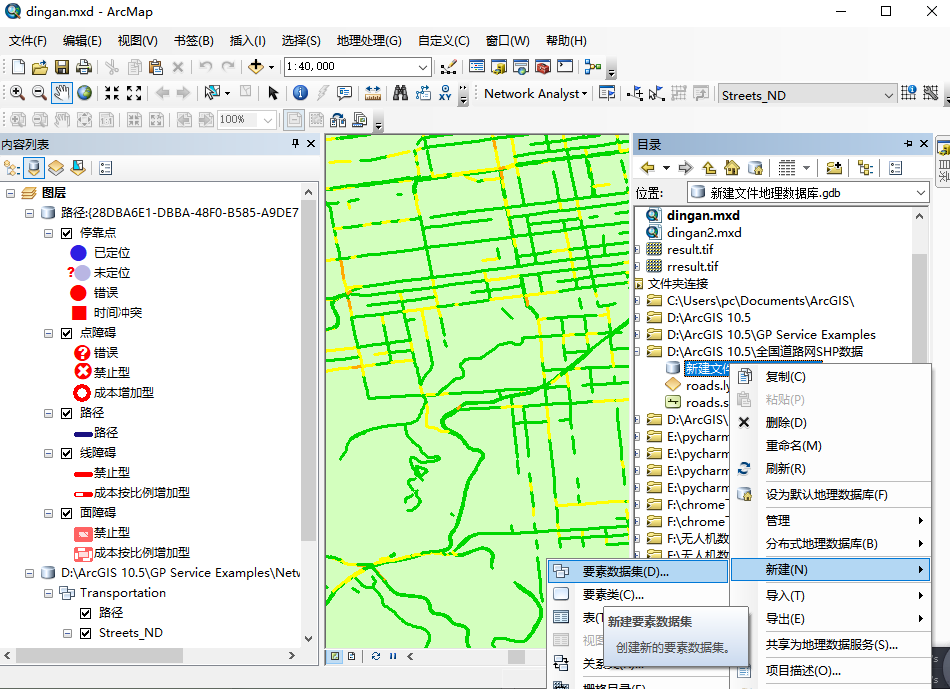 dingan.mxd - ArcMap
文件(F) 编辑(E) 视图(V) 书签(B) 插入(I) 选择(S) 地理处理(G) 自定义(C) 窗口(W) 帮助(H)
1:40,000
Network Analyst
Streets_ND
100%
内容列表
图层
路径:{28DBA6E1-DBBA-48F0-B585-A9DE7
停靠点
已定位
未定位
错误
时间冲突
点障碍
错误
禁止型
成本增加型
路径
路径
线障碍
禁止型
成本按比例增加型
面障碍
禁止型
成本按比例增加型
D:\ArcGIS 10.5\GP Service Examples\Netw
Transportation
路径
Streets_ND
目录
位置: 新建文件地理数据库.gdb
dingan.mxd
dingan2.mxd
result.tif
rresult.tif
文件夹连接
C:\Users\pc\Documents\ArcGIS\
D:\ArcGIS 10.5
D:\ArcGIS 10.5\GP Service Examples
D:\ArcGIS 10.5\全国道路网SHP数据
新建文件
roads.ly
roads.s
D:\ArcGIS\
E:\pycharm
E:\pycharm
E:\pycharm
E:\pycharm
F:\chrome
F:\chrome
F:\无人机数
F:\无人机数
复制(C)
粘贴(P)
删除(D)
重命名(M)
刷新(R)
设为默认地理数据库(F)
管理
分布式地理数据库(B)
新建(N)
导入(T)
导出(E)
共享为地理数据服务(S)...
项目描述(O)...
要素数据集(D)...
要素类(C)...
表(T
视图
关系
栅格目录(F)
新建要素数据集
创建新的要素数据集。